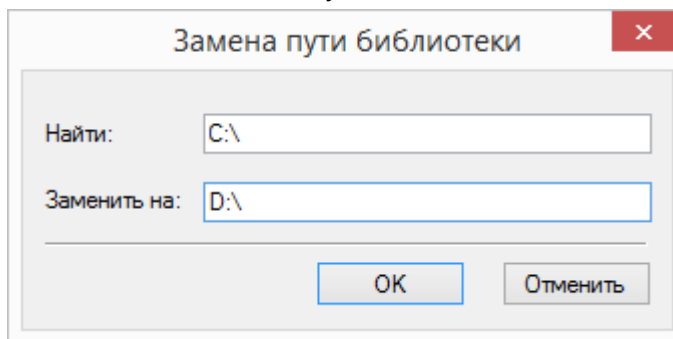 Замена пути библиотеки
Найти: C:\
Заменить на: D:\
OK Отменить